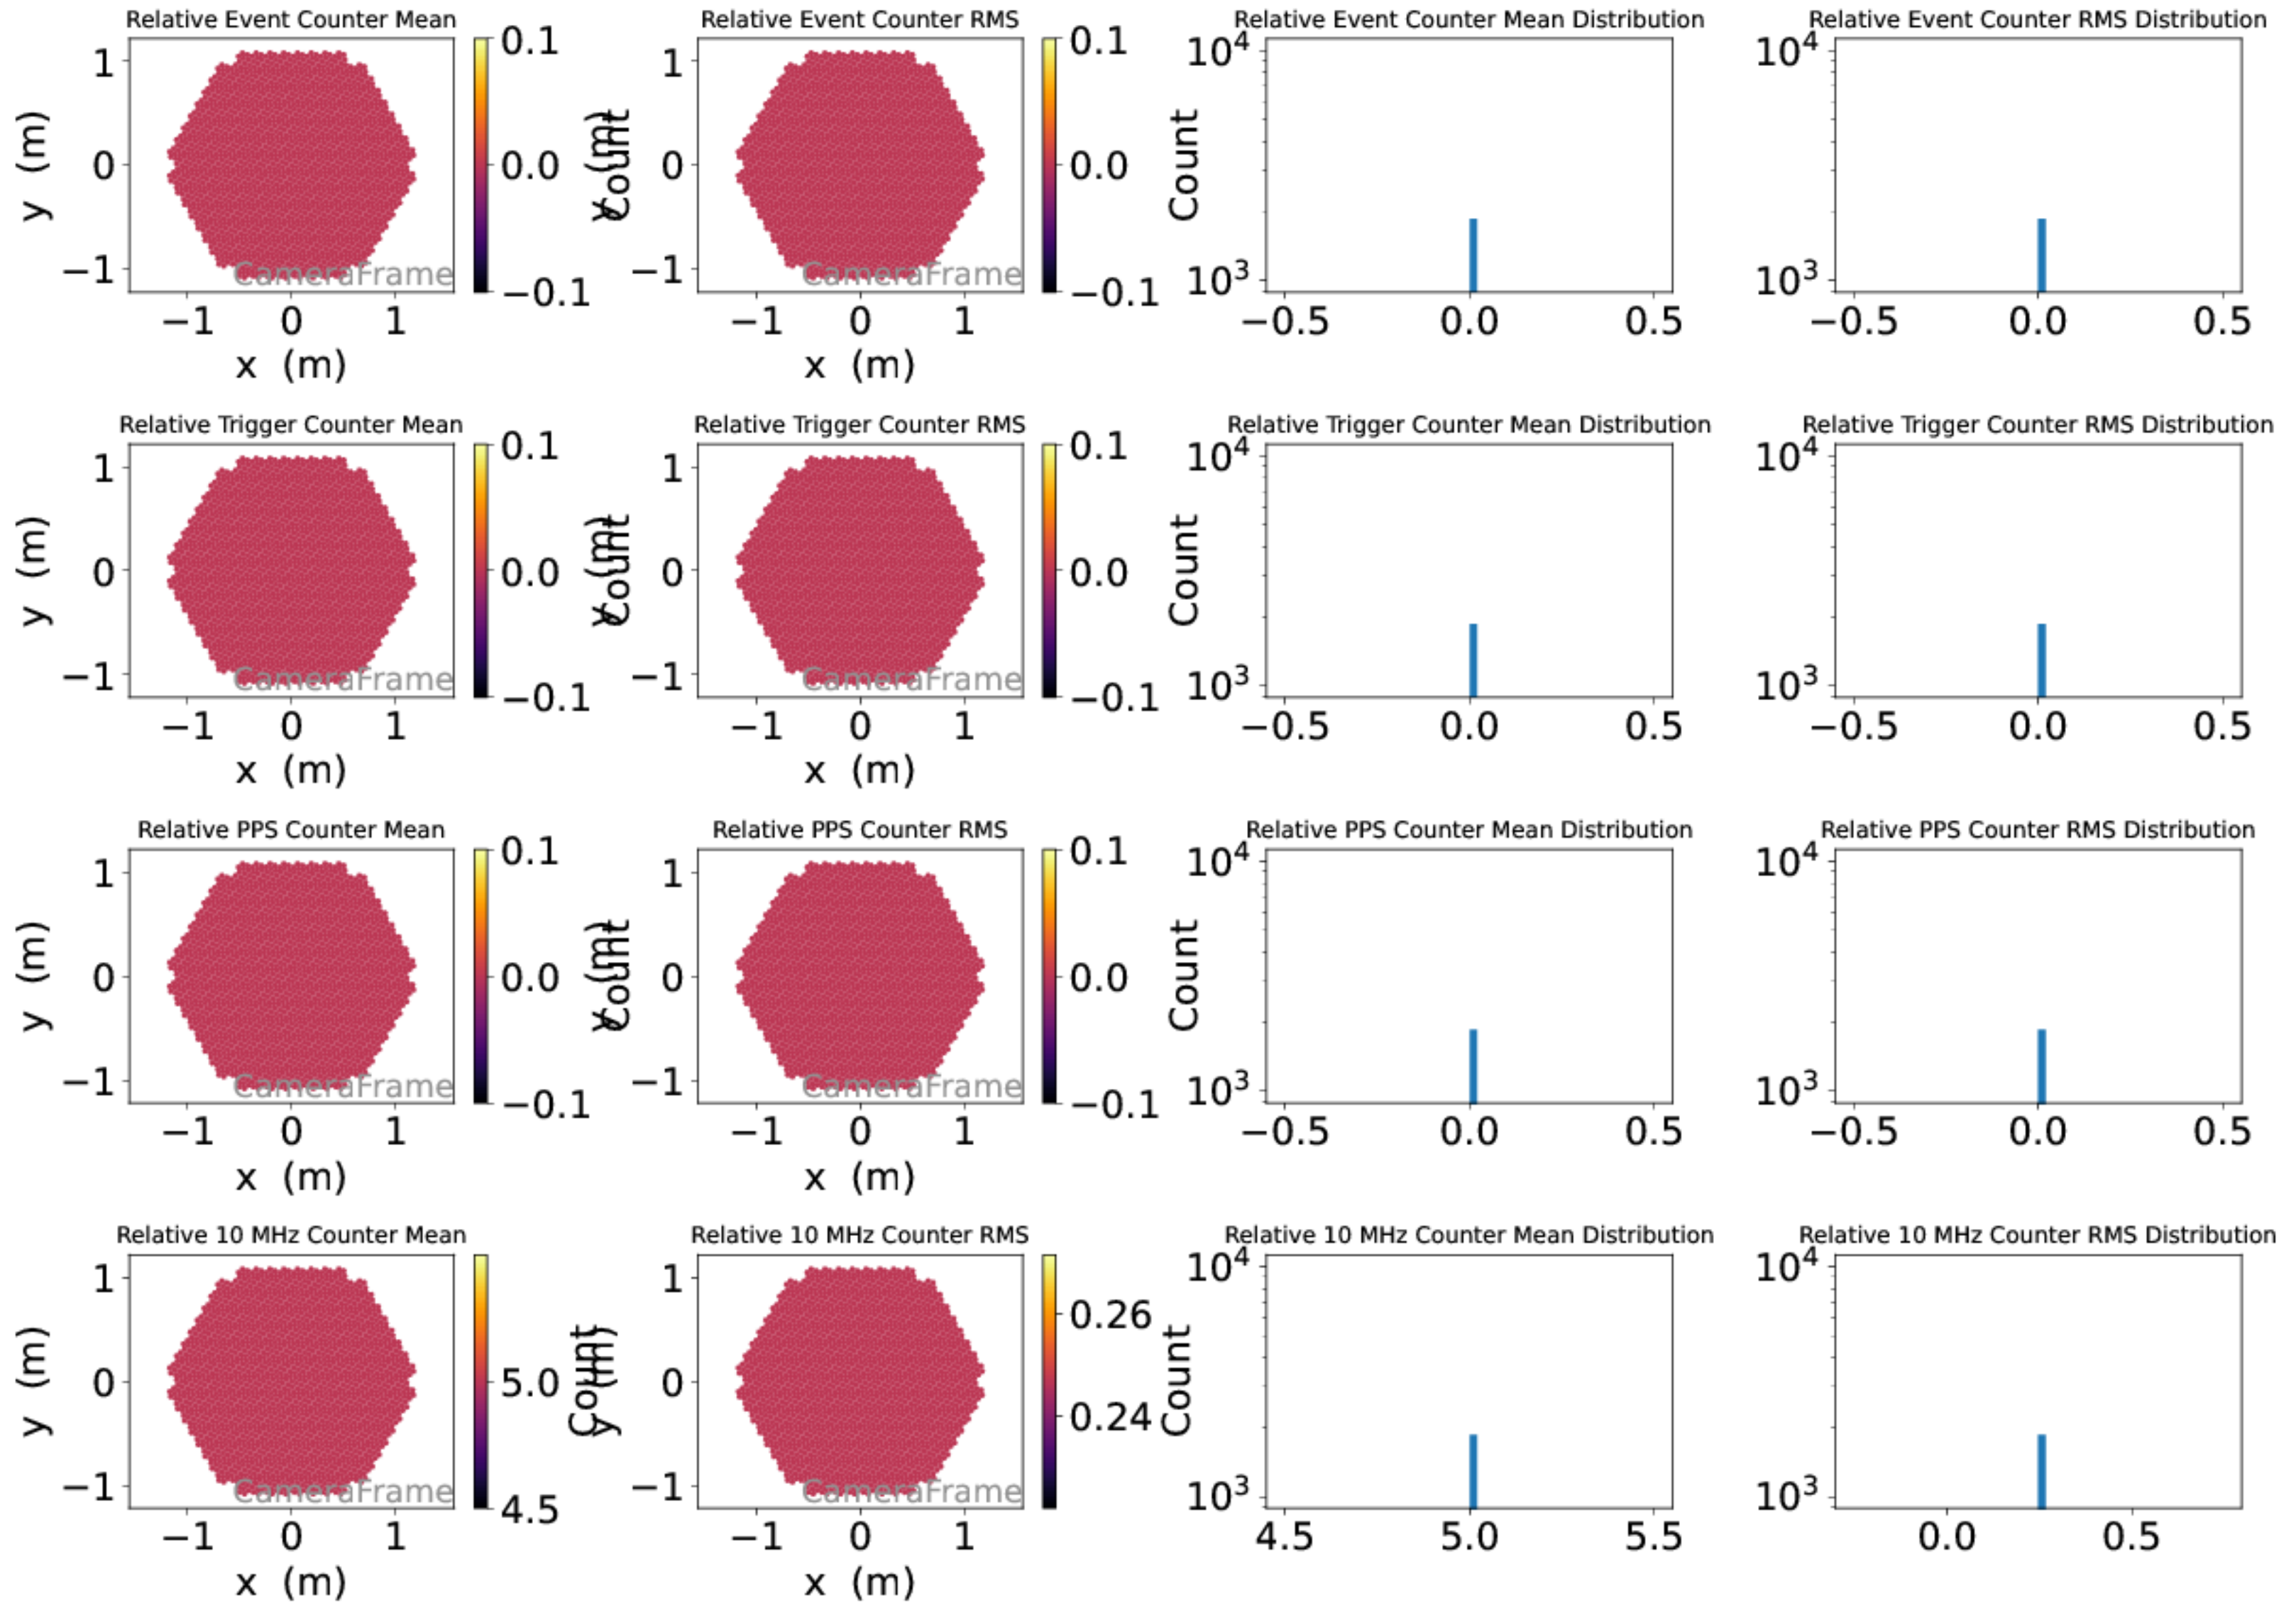 Relative Event Counter Mean
Relative Event Counter RMS
Relative Event Counter Mean Distribution
Relative Event Counter RMS Distribution
y (m)
1
0
−1
CameraFrame
−1 0 1
x (m)
0.1
0.0
−0.1
Count
y (m)
1
0
−1
CameraFrame
−1 0 1
x (m)
0.1
0.0
−0.1
Count
10⁴
10³
−0.5 0.0 0.5
10⁴
10³
−0.5 0.0 0.5
Relative Trigger Counter Mean
Relative Trigger Counter RMS
Relative Trigger Counter Mean Distribution
Relative Trigger Counter RMS Distribution
y (m)
1
0
−1
CameraFrame
−1 0 1
x (m)
0.1
0.0
−0.1
Count
y (m)
1
0
−1
CameraFrame
−1 0 1
x (m)
0.1
0.0
−0.1
Count
10⁴
10³
−0.5 0.0 0.5
10⁴
10³
−0.5 0.0 0.5
Relative PPS Counter Mean
Relative PPS Counter RMS
Relative PPS Counter Mean Distribution
Relative PPS Counter RMS Distribution
y (m)
1
0
−1
CameraFrame
−1 0 1
x (m)
0.1
0.0
−0.1
Count
y (m)
1
0
−1
CameraFrame
−1 0 1
x (m)
0.1
0.0
−0.1
Count
10⁴
10³
−0.5 0.0 0.5
10⁴
10³
−0.5 0.0 0.5
Relative 10 MHz Counter Mean
Relative 10 MHz Counter RMS
Relative 10 MHz Counter Mean Distribution
Relative 10 MHz Counter RMS Distribution
y (m)
1
0
−1
CameraFrame
−1 0 1
x (m)
5.0
4.5
Count
y (m)
1
0
−1
CameraFrame
−1 0 1
x (m)
0.26
0.24
Count
10⁴
10³
4.5 5.0 5.5
10⁴
10³
0.0 0.5